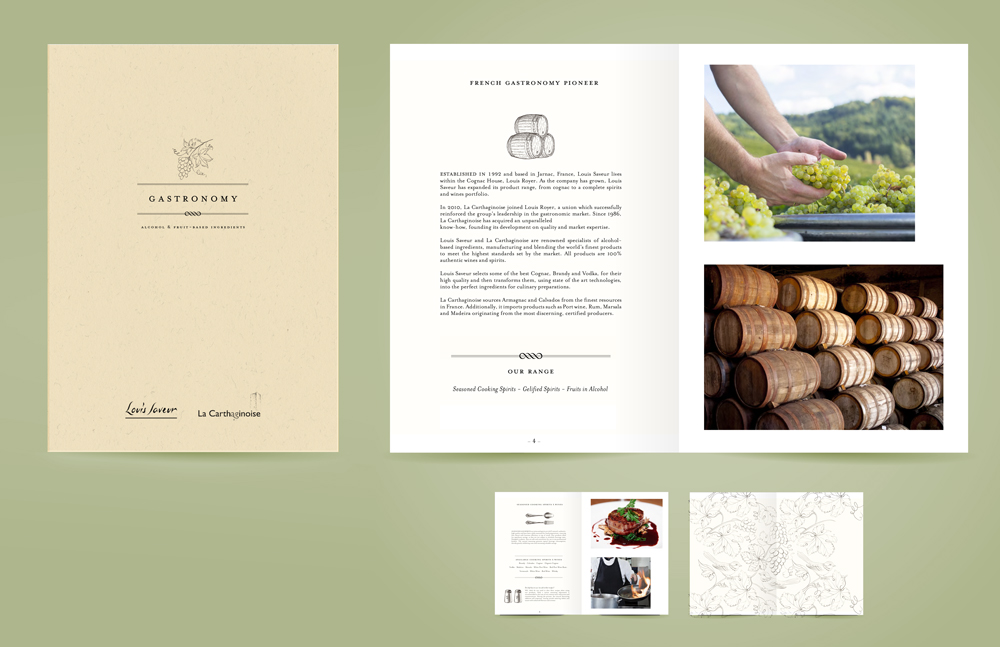 GASTRONOMY
ALCOHOL & FRUIT-BASED INGREDIENTS
Louis Saveur
La Carthaginoise
FRENCH GASTRONOMY PIONEER
ESTABLISHED IN 1992 and based in Jarnac, France, Louis Saveur lives
within the Cognac House, Louis Royer. As the company has grown, Louis
Saveur has expanded its product range, from cognac to a complete spirits
and wines portfolio.
In 2010, La Carthaginoise joined Louis Royer, a union which successfully
reinforced the group's leadership in the gastronomic market. Since 1986,
La Carthaginoise has acquired an unparalleled
know-how, founding its development on quality and market expertise.
Louis Saveur and La Carthaginoise are renowned specialists of alcohol-
based ingredients, manufacturing and blending the world's finest products
to meet the highest standards set by the market. All products are 100%
authentic wines and spirits.
Louis Saveur selects some of the best Cognac, Brandy and Vodka, for their
high quality and then transforms them, using state of the art technologies,
into the perfect ingredients for culinary preparations.
La Carthaginoise sources Armagnac and Calvados from the finest resources
in France. Additionally, it imports products such as Port wine, Rum, Marsala
and Madeira originating from the most discerning, certified producers.
OUR RANGE
Seasoned Cooking Spirits - Gelified Spirits - Fruits in Alcohol
- 4 -